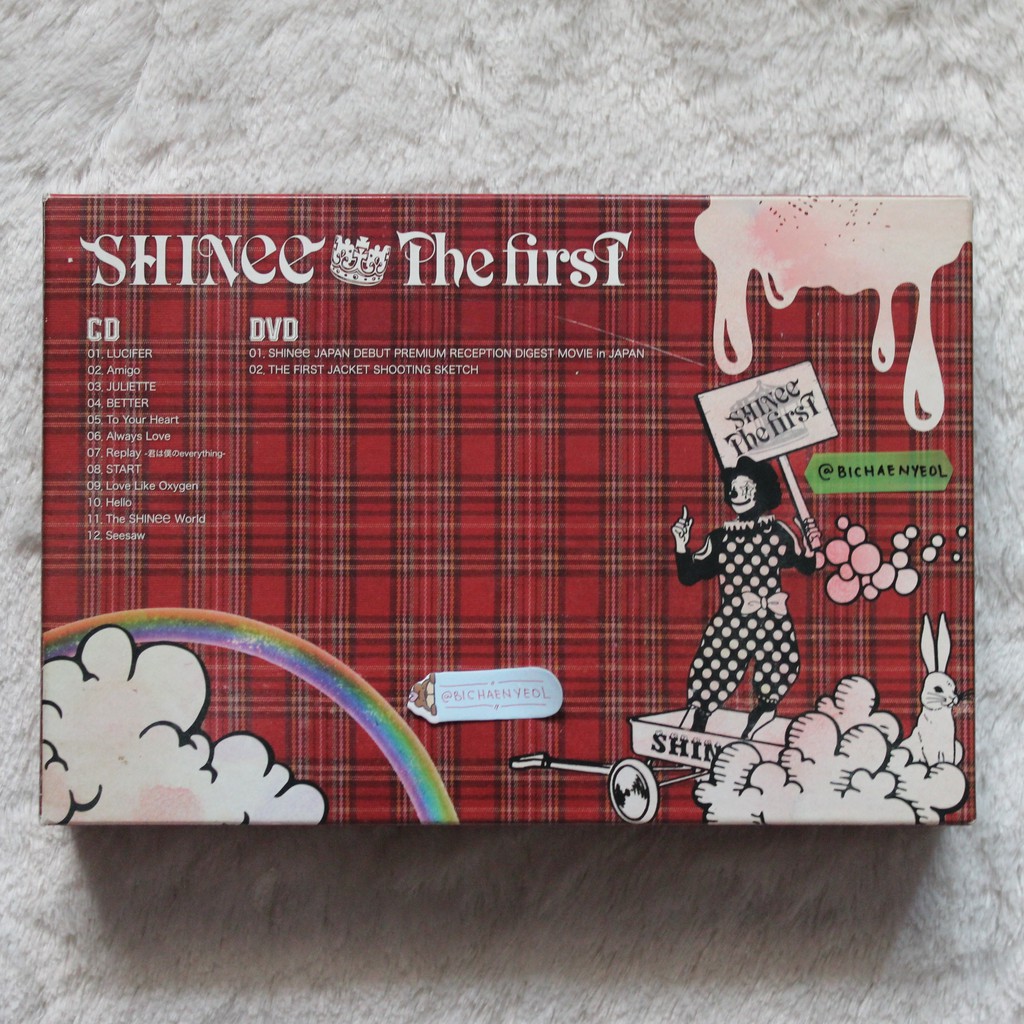 SHINee The first
CD
01. LUCIFER
02. Amigo
03. JULIETTE
04. BETTER
05. To Your Heart
06. Always Love
07. Replay -君は僕のeverything-
08. START
09. Love Like Oxygen
10. Hello
11. The SHINee World
12. Seesaw
DVD
01. SHINee JAPAN DEBUT PREMIUM RECEPTION DIGEST MOVIE in JAPAN
02. THE FIRST JACKET SHOOTING SKETCH
SHINee
The first
@BICHAENYEOL
@BICHAENYEOL
SHIN